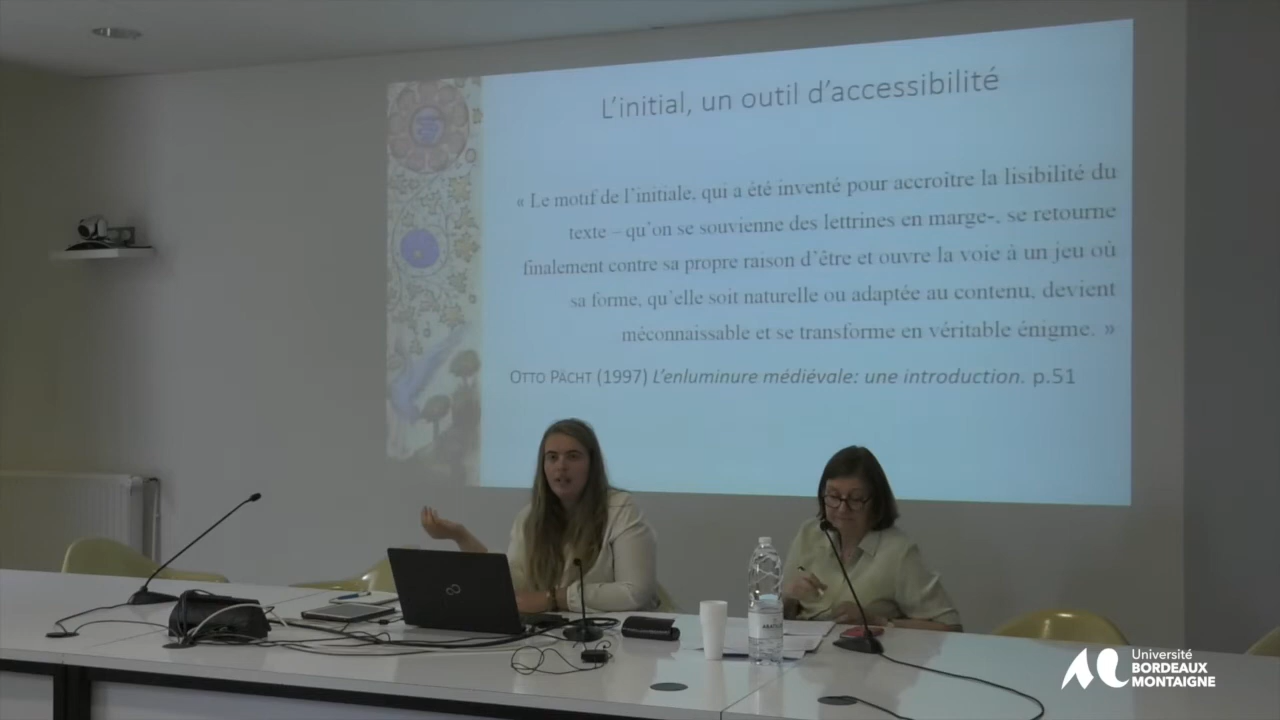 L'initial, un outil d'accessibilité
« Le motif de l'initiale, qui a été inventé pour accroître la lisibilité du
texte – qu'on se souvienne des lettrines en marge-, se retourne
finalement contre sa propre raison d'être et ouvre la voie à un jeu où
sa forme, qu'elle soit naturelle ou adaptée au contenu, devient
méconnaissable et se transforme en véritable énigme. »
OTTO PÄCHT (1997) L'enluminure médiévale: une introduction. p.51
Université
BORDEAUX
MONTAIGNE